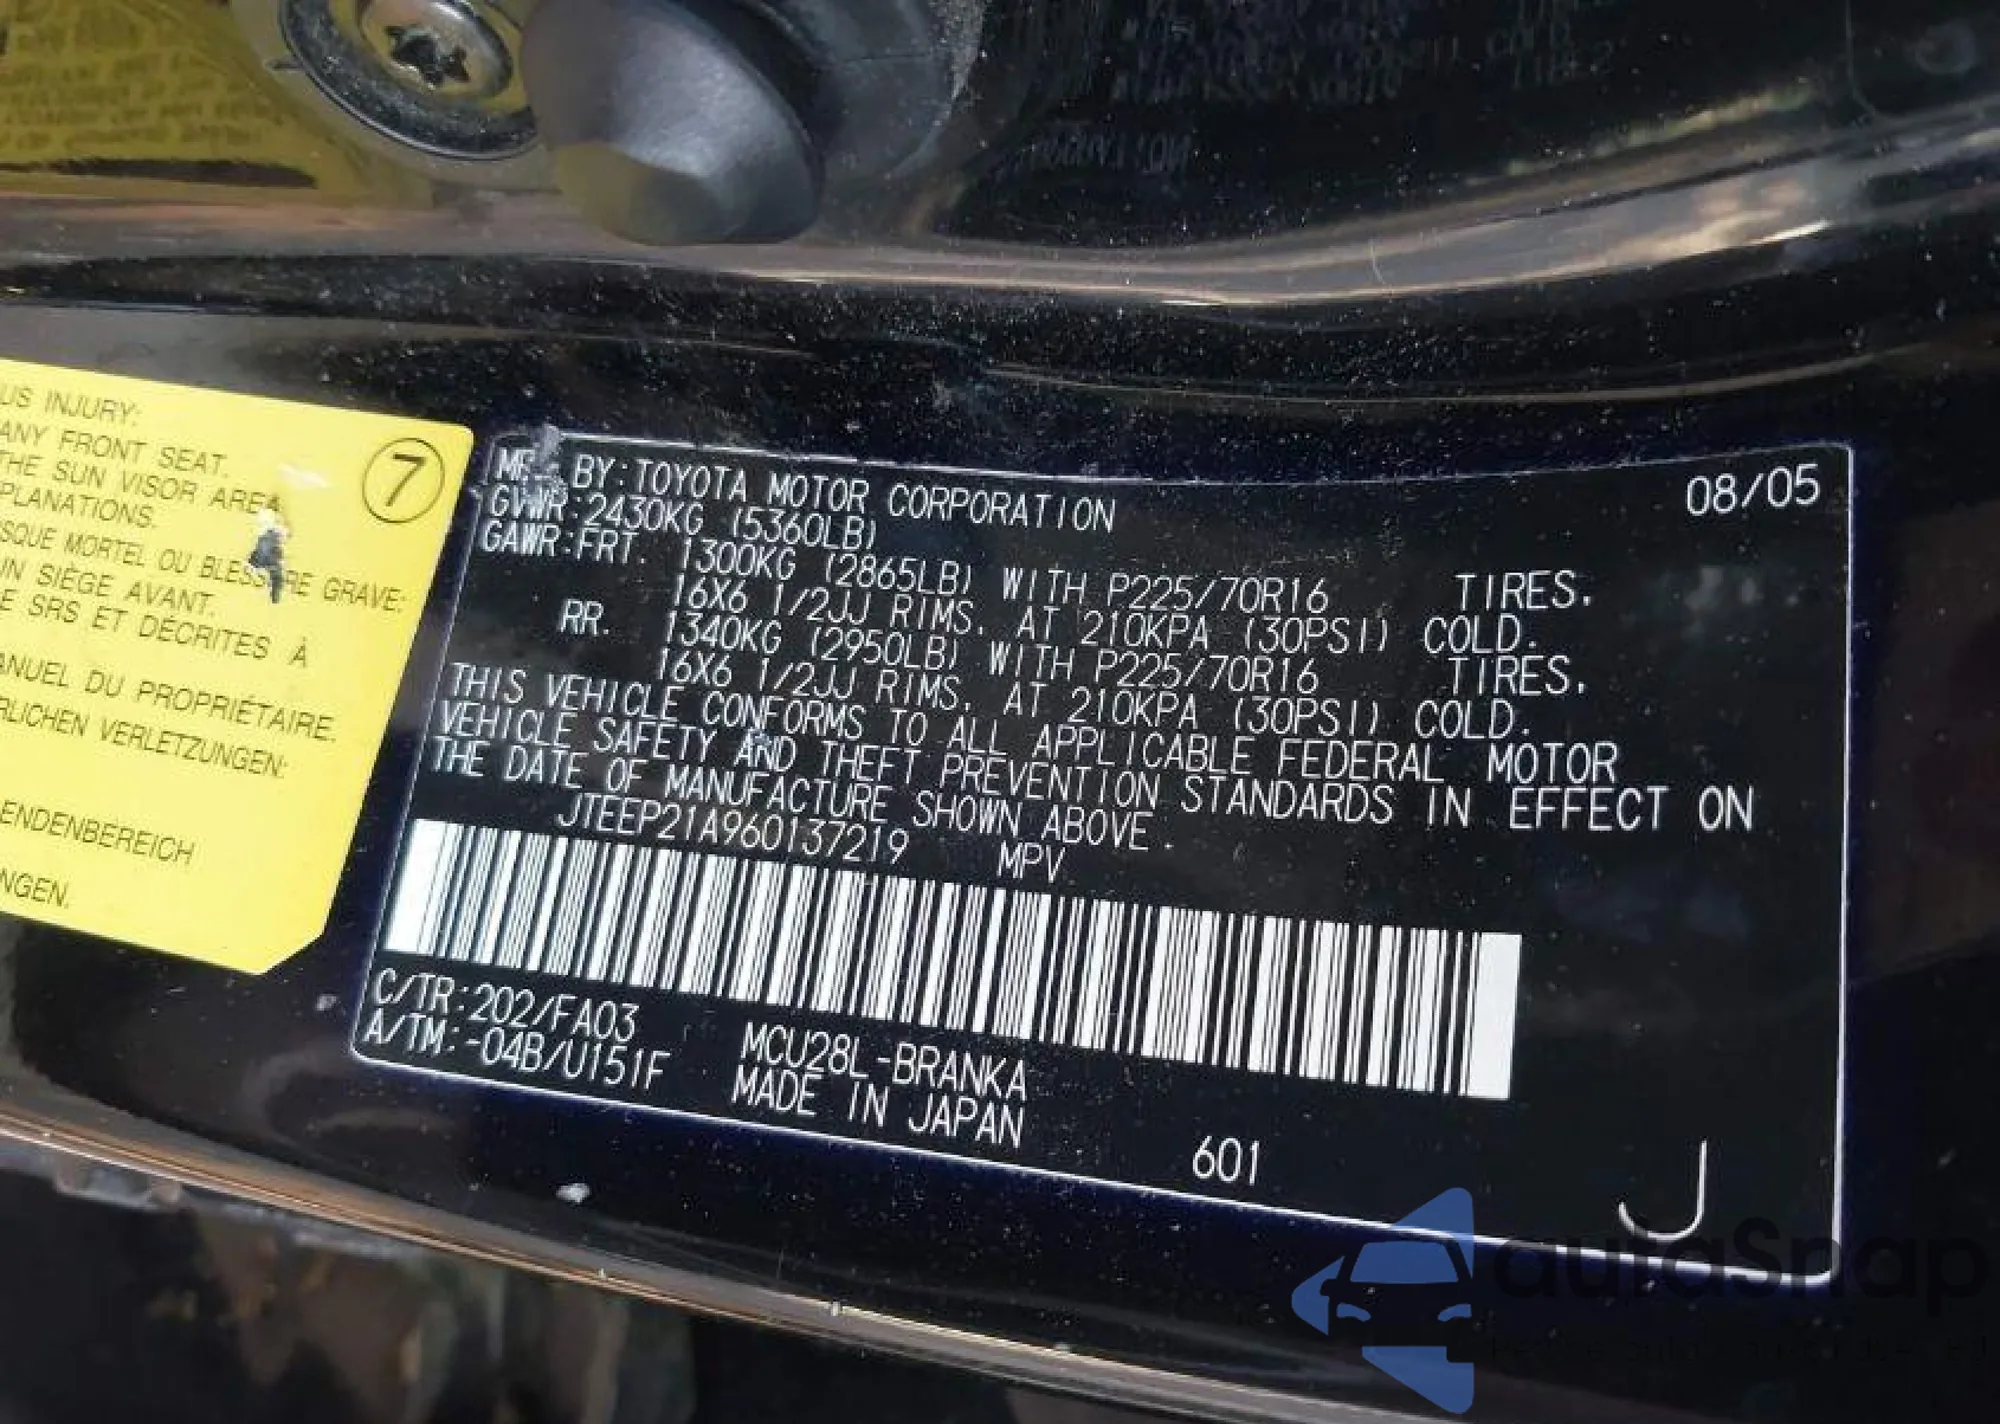 US INJURY:
ANY FRONT SEAT.
THE SUN VISOR AREA
PLANATIONS.
7
SQUE MORTEL OU BLESS RE GRAVE:
UN SIÈGE AVANT.
E SRS ET DÉCRITES À
ANUEL DU PROPRIÉTAIRE.
RLICHEN VERLETZUNGEN:
ENDENBEREICH
NGEN.
MF BY:TOYOTA MOTOR CORPORATION 08/05
GVWR:2430KG (5360LB)
GAWR:FRT. 1300KG (2865LB) WITH P225/70R16 TIRES.
16X6 1/2JJ RIMS. AT 210KPA (30PSI) COLD.
RR. 1340KG (2950LB) WITH P225/70R16 TIRES.
16X6 1/2JJ RIMS. AT 210KPA (30PSI) COLD.
THIS VEHICLE CONFORMS TO ALL APPLICABLE FEDERAL MOTOR
VEHICLE SAFETY AND THEFT PREVENTION STANDARDS IN EFFECT ON
THE DATE OF MANUFACTURE SHOWN ABOVE.
JTEEP21A960137219 MPV
C/TR:202/FA03 MCU28L-BRANKA
A/TM:-04B/U151F MADE IN JAPAN
601
J
autaSnap